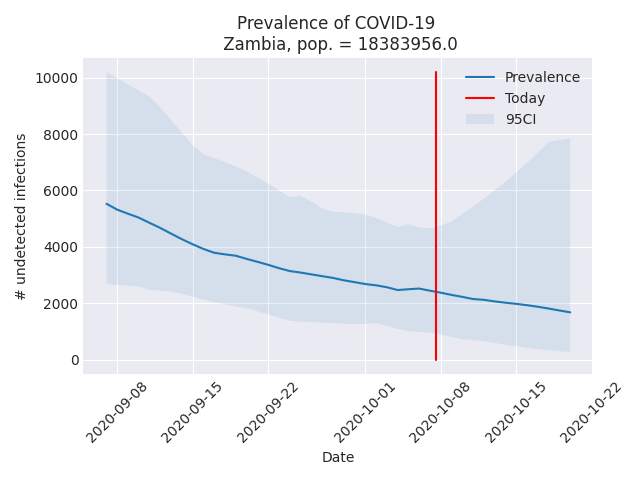 Prevalence of COVID-19
Zambia, pop. = 18383956.0
Prevalence
Today
95CI
10000
8000
6000
4000
2000
0
# undetected infections
2020-09-08
2020-09-15
2020-09-22
2020-10-01
2020-10-08
2020-10-15
2020-10-22
Date